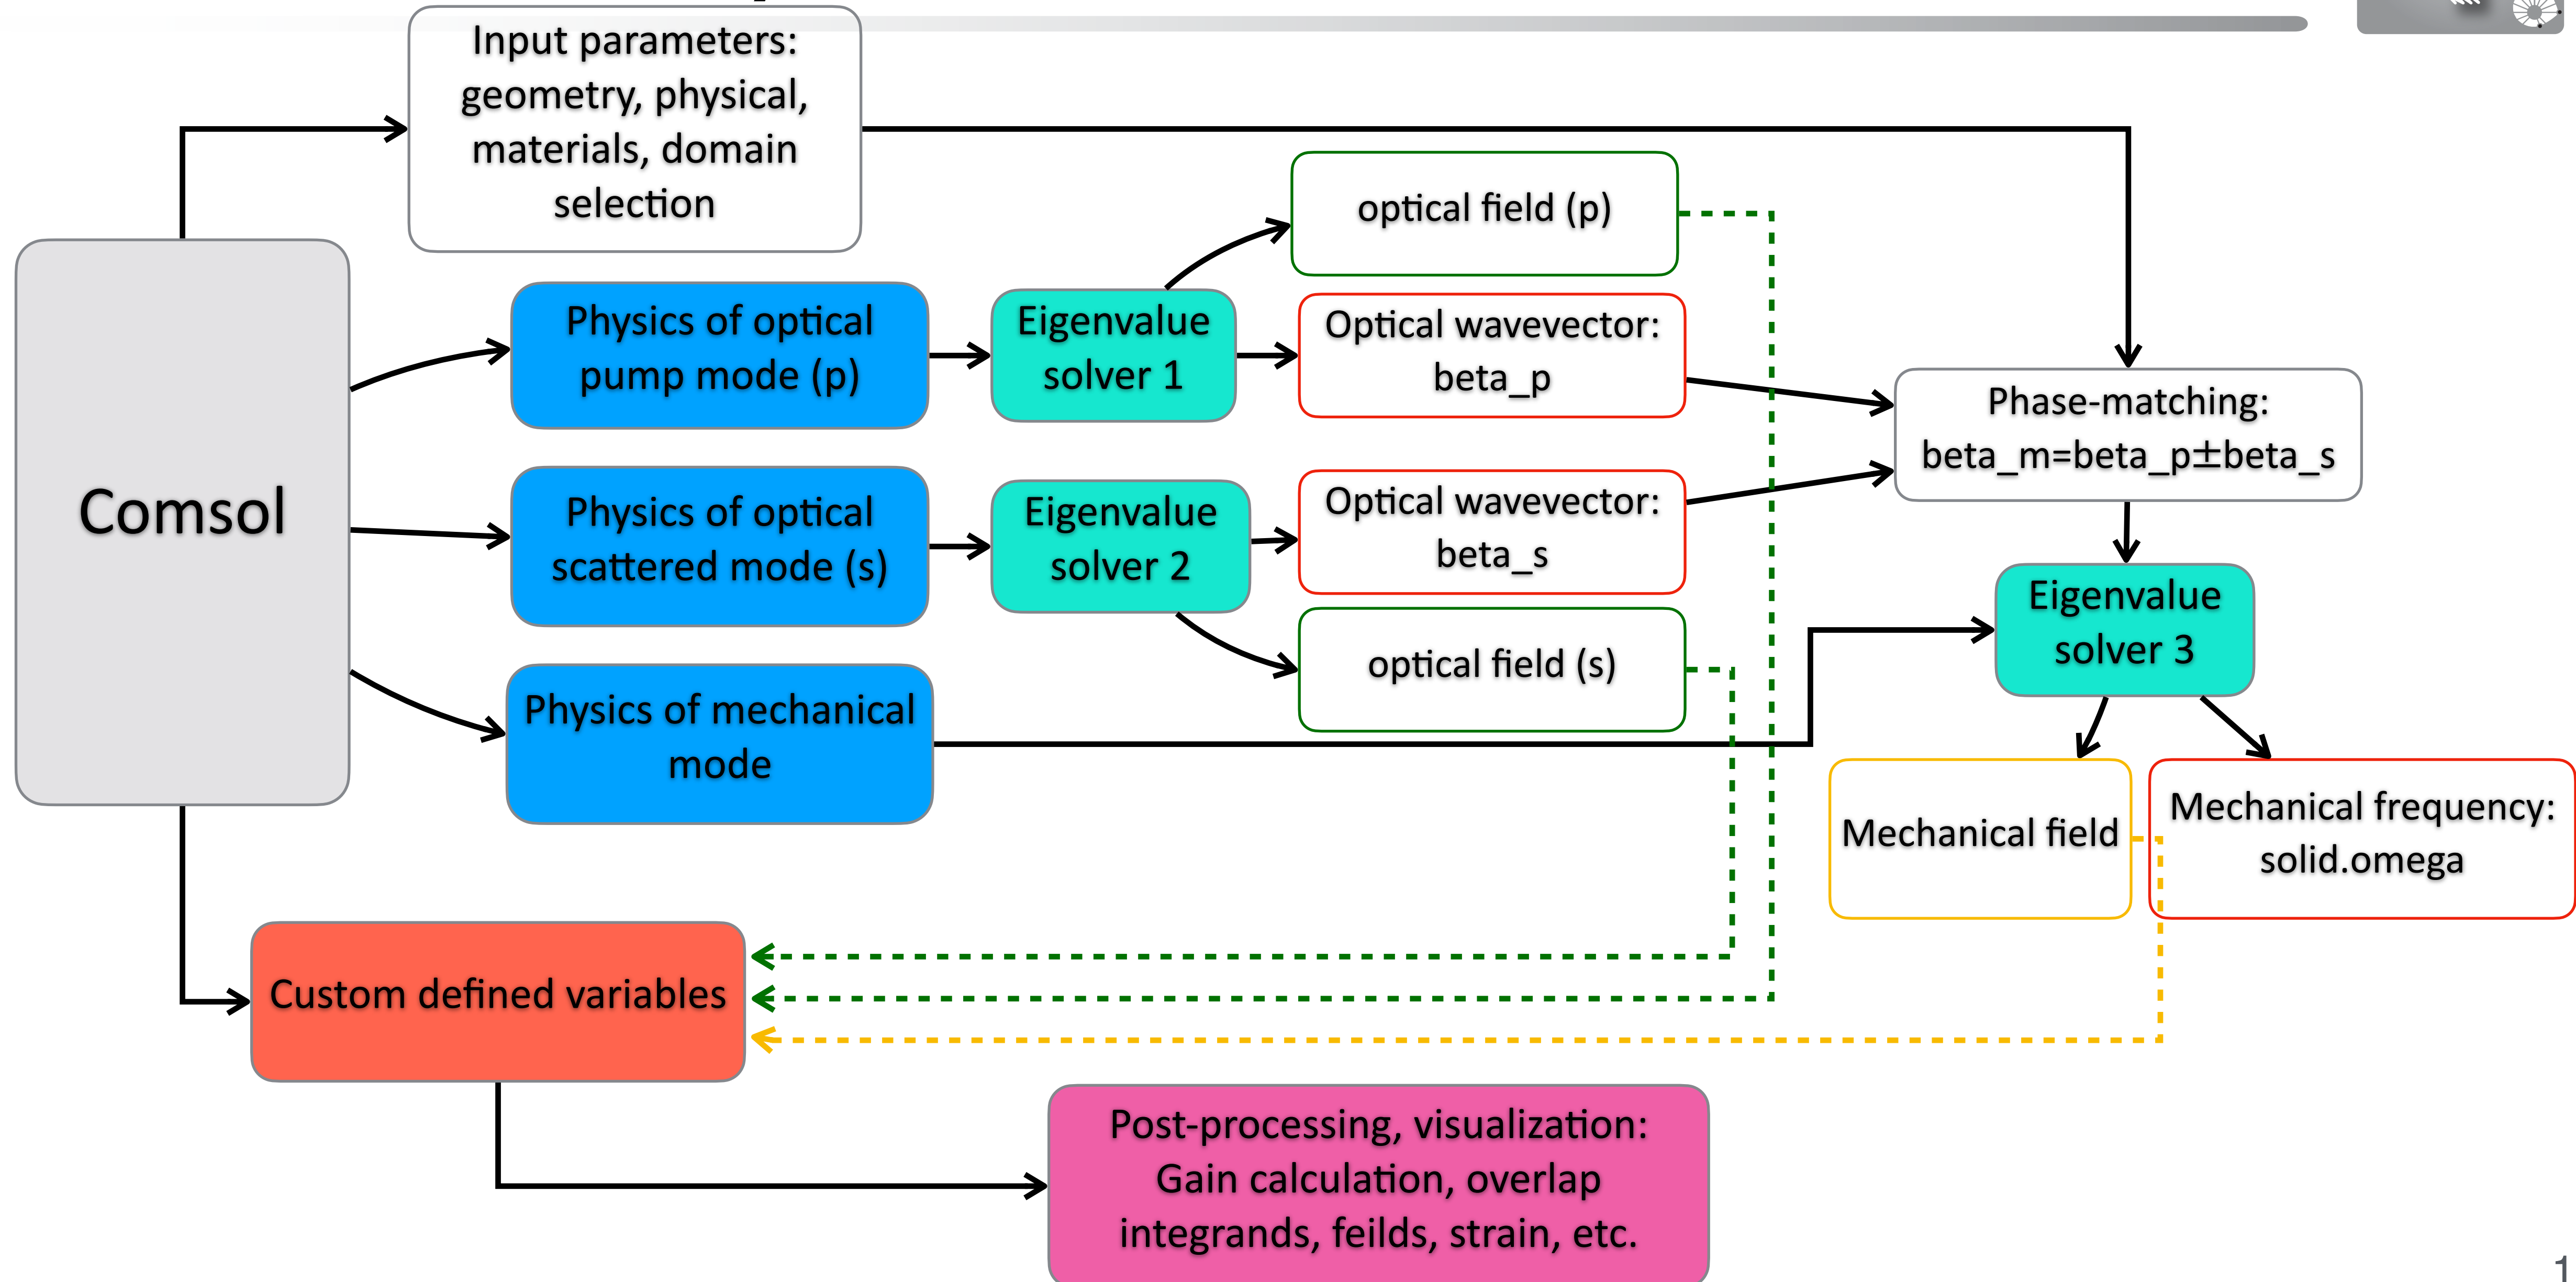 Input parameters:
geometry, physical,
materials, domain
selection
optical field (p)
Physics of optical
pump mode (p)
Eigenvalue
solver 1
Optical wavevector:
beta_p
Phase-matching:
beta_m=beta_p±beta_s
Comsol
Physics of optical
scattered mode (s)
Eigenvalue
solver 2
Optical wavevector:
beta_s
Eigenvalue
solver 3
optical field (s)
Physics of mechanical
mode
Mechanical field
Mechanical frequency:
solid.omega
Custom defined variables
Post-processing, visualization:
Gain calculation, overlap
integrands, feilds, strain, etc.
1